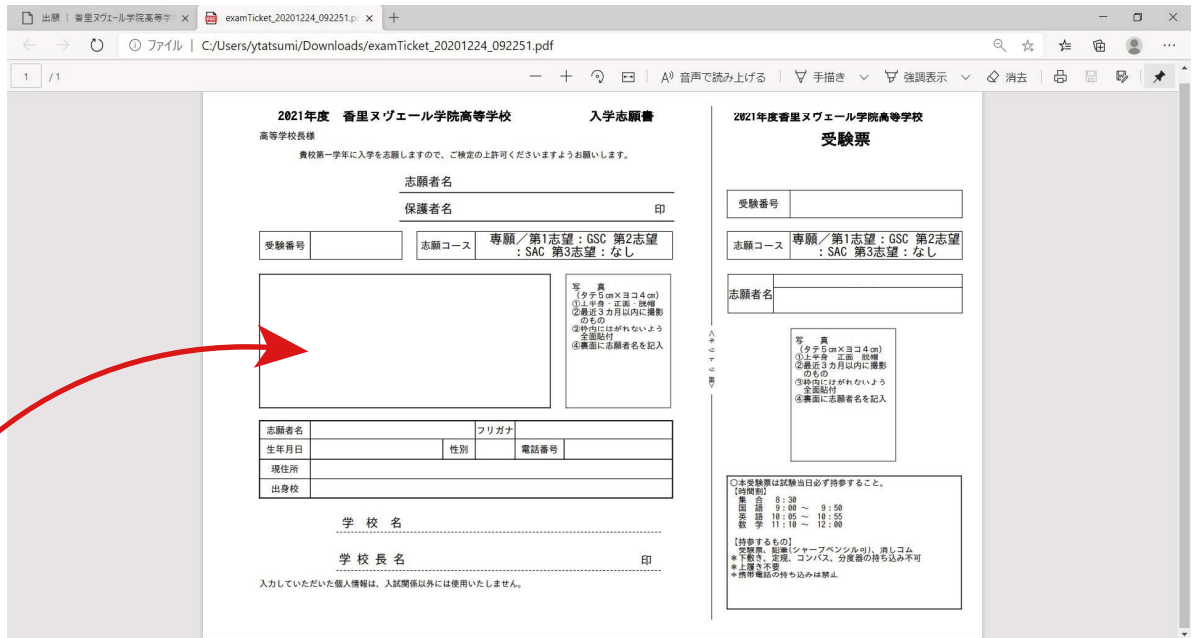 出願 | 香里ヌヴェール学院高等学
examTicket_20201224_092251.p
ファイル | C:/Users/ytatsumi/Downloads/examTicket_20201224_092251.pdf
1 / 1
音声で読み上げる 手描き 強調表示 消去
2021年度 香里ヌヴェール学院高等学校 入学志願書
高等学校長様
貴校第一学年に入学を志願しますので、ご検定の上許可くださいますようお願いします。
志願者名
保護者名 印
受験番号
志願コース 専願／第1志望：GSC 第2志望
：SAC 第3志望：なし
写 真
(タテ5㎝×ヨコ4㎝)
①上半身・正面・脱帽
②最近3カ月以内に撮影
のもの
③枠内にはがれないよう
全面貼付
④裏面に志願者名を記入
志願者名 フリガナ
生年月日 性別 電話番号
現住所
出身校
学 校 名
学 校 長 名 印
入力していただいた個人情報は、入試関係以外には使用いたしません。
＜キリトリ線＞
2021年度香里ヌヴェール学院高等学校
受験票
受験番号
志願コース 専願／第1志望：GSC 第2志望
：SAC 第3志望：なし
志願者名
写 真
(タテ5㎝×ヨコ4㎝)
①上半身 正面 脱帽
②最近3カ月以内に撮影
のもの
③枠内にはがれないよう
全面貼付
④裏面に志願者名を記入
○本受験票は試験当日必ず持参すること。
【時間割】
集 合 8:30
国 語 9:00 ～ 9:50
英 語 10:05 ～ 10:55
数 学 11:10 ～ 12:00
【持参するもの】
受験票、鉛筆(シャープペンシル可)、消しゴム
＊下敷き、定規、コンパス、分度器の持ち込み不可
＊上履き不要
＊携帯電話の持ち込みは禁止